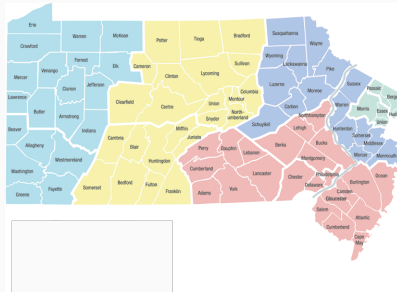 Erie
Crawford
Warren
McKean
Potter
Tioga
Bradford
Susquehanna
Wayne
Wyoming
Lackawanna
Pike
Mercer
Venango
Forrest
Elk
Cameron
Clinton
Lycoming
Sullivan
Columbia
Luzerne
Monroe
Carbon
Sussex
Passaic
Morris
Warren
Essex
Union
Lawrence
Butler
Clarion
Jefferson
Armstrong
Indiana
Clearfield
Centre
Union
Montour
North-
umberland
Snyder
Schuylkill
Northampton
Lehigh
Hunterdon
Somerset
Middlesex
Mercer
Monmouth
Beaver
Allegheny
Westmoreland
Washington
Greene
Fayette
Cambria
Blair
Huntingdon
Mifflin
Juniata
Perry
Dauphin
Lebanon
Berks
Bucks
Montgomery
Cumberland
Lancaster
Chester
Philadelphia
Delaware
Somerset
Bedford
Fulton
Franklin
Adams
York
Ocean
Burlington
Camden
Gloucester
Salem
Atlantic
Cumberland
Cape
May